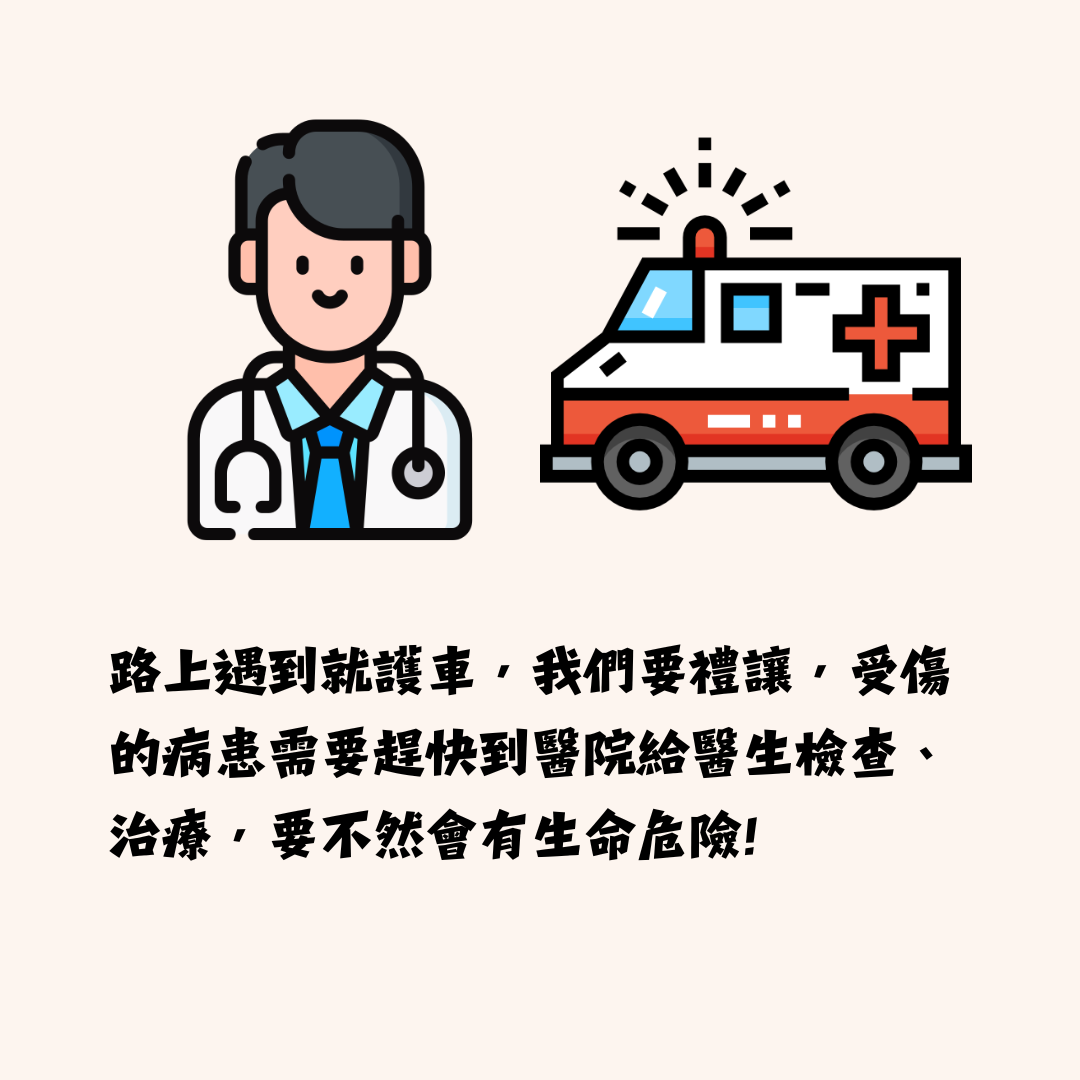 路上遇到就護車，我們要禮讓，受傷
的病患需要趕快到醫院給醫生檢查、
治療，要不然會有生命危險!